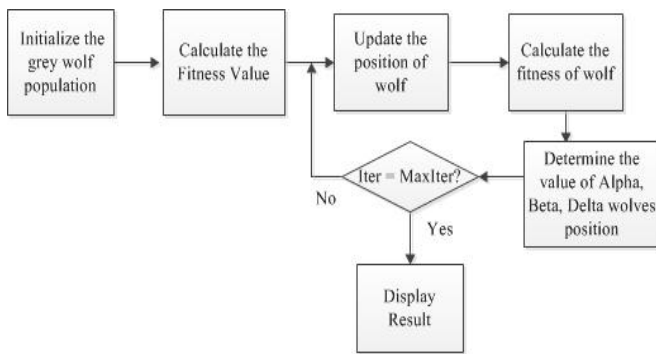 Initialize the
grey wolf
population
Calculate the
Fitness Value
Update the
position of
wolf
Calculate the
fitness of wolf
Determine the
value of Alpha,
Beta, Delta wolves
position
Iter = MaxIter?
No
Yes
Display
Result